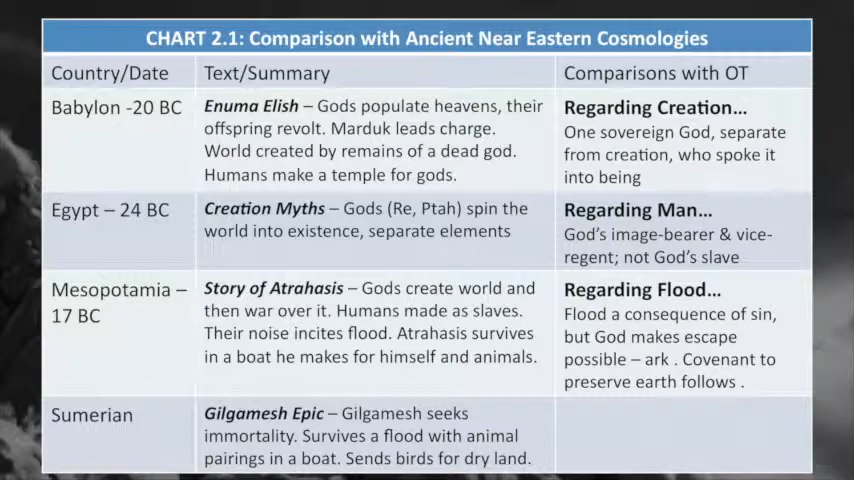 CHART 2.1: Comparison with Ancient Near Eastern Cosmologies
Country/Date
Text/Summary
Comparisons with OT
Babylon -20 BC
Enuma Elish – Gods populate heavens, their
offspring revolt. Marduk leads charge.
World created by remains of a dead god.
Humans make a temple for gods.
Regarding Creation…
One sovereign God, separate
from creation, who spoke it
into being
Egypt – 24 BC
Creation Myths – Gods (Re, Ptah) spin the
world into existence, separate elements
Regarding Man…
God's image-bearer & vice-
regent; not God's slave
Mesopotamia –
17 BC
Story of Atrahasis – Gods create world and
then war over it. Humans made as slaves.
Their noise incites flood. Atrahasis survives
in a boat he makes for himself and animals.
Regarding Flood…
Flood a consequence of sin,
but God makes escape
possible – ark . Covenant to
preserve earth follows .
Sumerian
Gilgamesh Epic – Gilgamesh seeks
immortality. Survives a flood with animal
pairings in a boat. Sends birds for dry land.